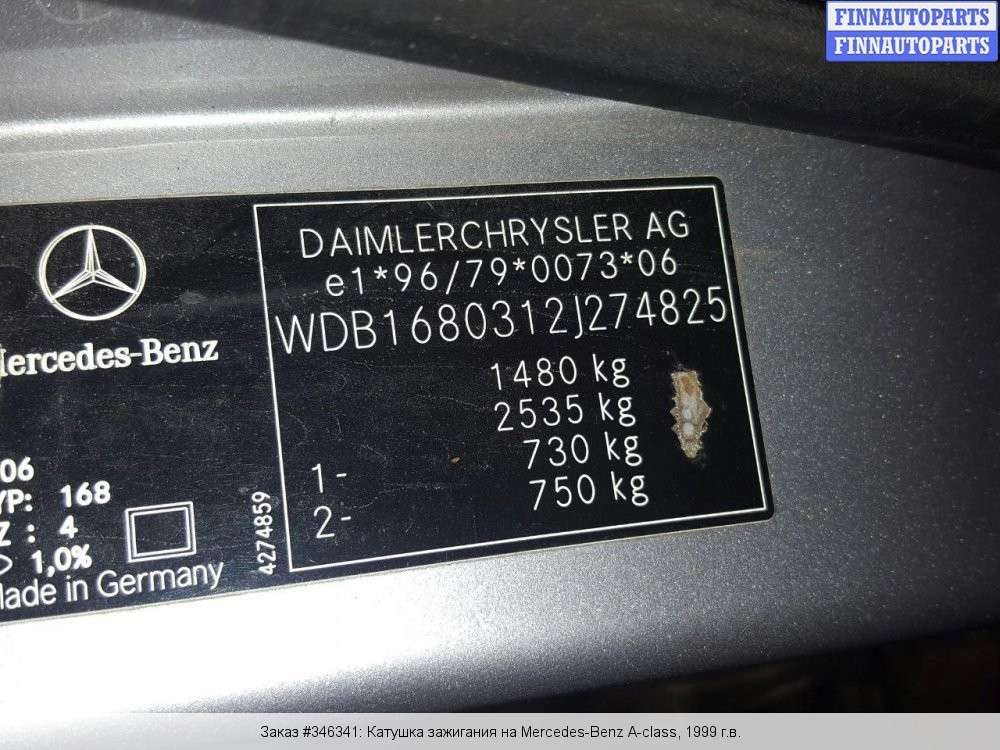 FINNAUTOPARTS
FINNAUTOPARTS
DAIMLERCHRYSLER AG
e1*96/79*0073*06
WDB1680312J274825
1480 kg
2535 kg
1- 730 kg
2- 750 kg
Mercedes-Benz
06
YP: 168
Z : 4
1,0%
Made in Germany
4274859
Заказ #346341: Катушка зажигания на Mercedes-Benz A-class, 1999 г.в.